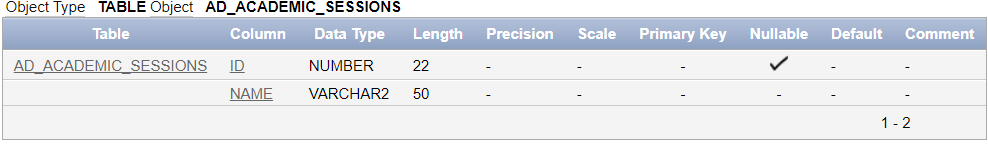 Object Type TABLE Object AD_ACADEMIC_SESSIONS
Table Column Data Type Length Precision Scale Primary Key Nullable Default Comment
AD_ACADEMIC_SESSIONS ID NUMBER 22 - - - ✓ - -
NAME VARCHAR2 50 - - - - - -
1 - 2